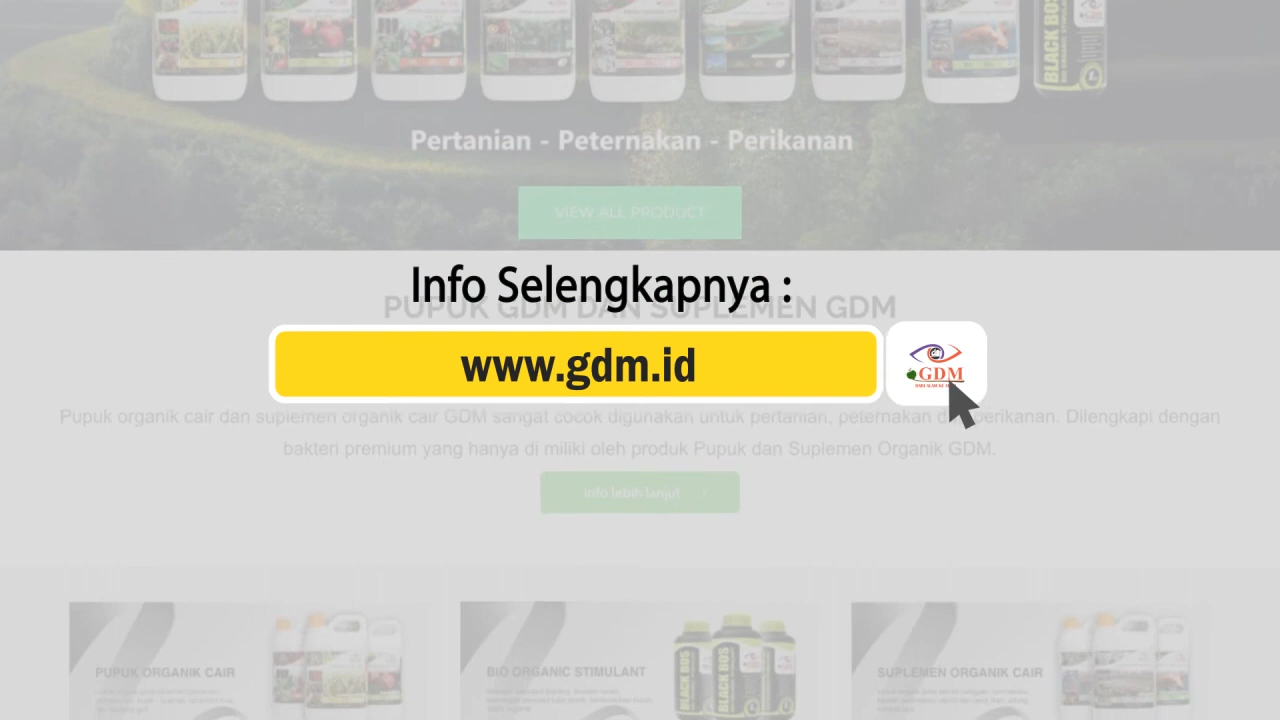 BLACK BOS
Pertanian - Peternakan - Perikanan
VIEW ALL PRODUCT
Info Selengkapnya :
PUPUK GDM DAN SUPLEMEN GDM
www.gdm.id
GDM
Pupuk organik cair dan suplemen organik cair GDM sangat cocok digunakan untuk pertanian, peternakan perikanan. Dilengkapi dengan
bakteri premium yang hanya di miliki oleh produk Pupuk dan Suplemen Organik GDM.
info lebih lanjut
PUPUK ORGANIK CAIR
BIO ORGANIC STIMULANT
BLACK BOS
SUPLEMEN ORGANIK CAIR